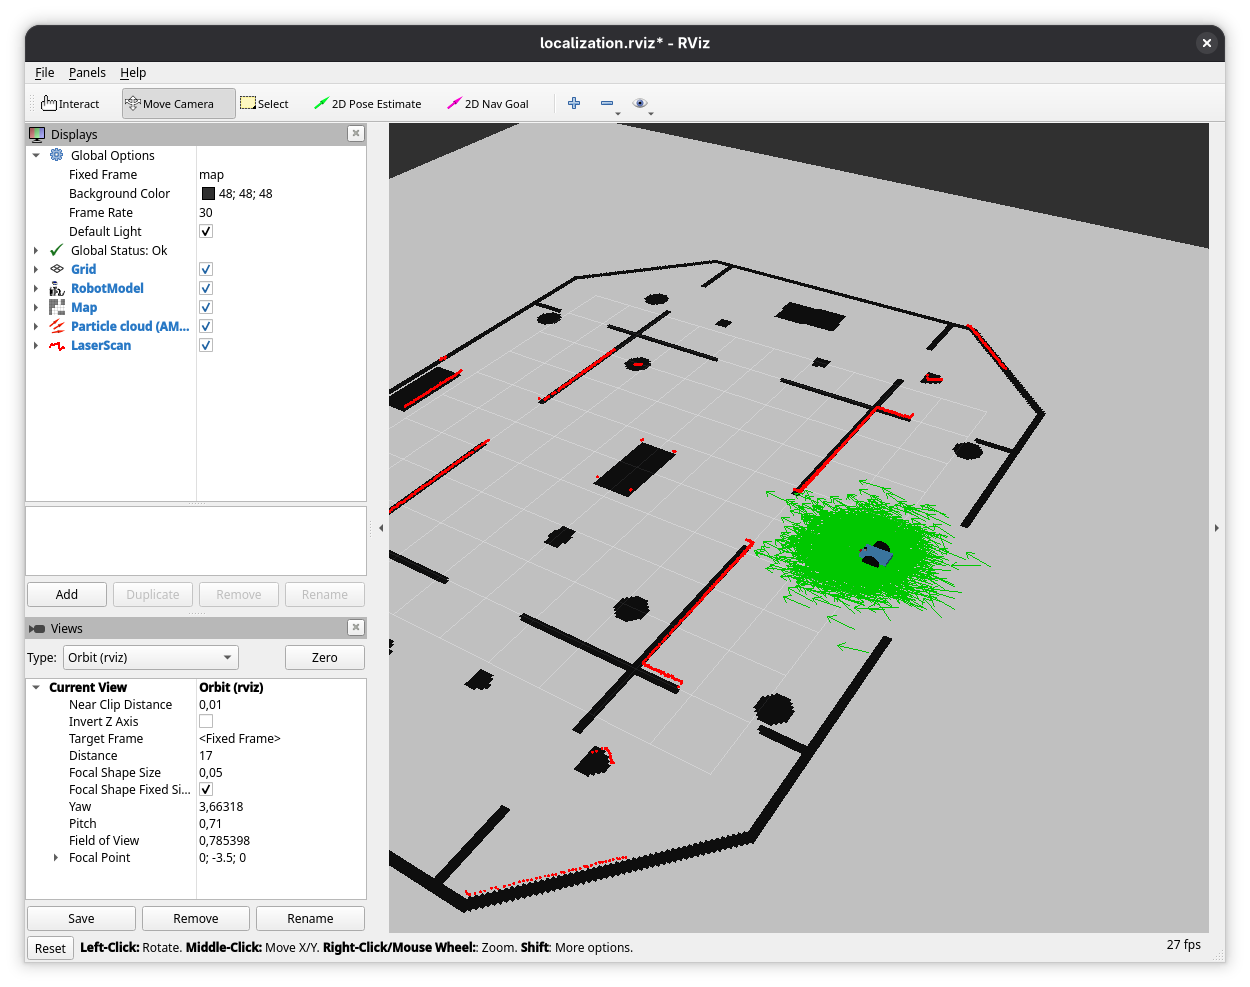 localization.rviz* - RViz
File Panels Help
Interact Move Camera Select 2D Pose Estimate 2D Nav Goal
Displays
Global Options
Fixed Frame map
Background Color 48; 48; 48
Frame Rate 30
Default Light
Global Status: Ok
Grid
RobotModel
Map
Particle cloud (AM...
LaserScan
Add Duplicate Remove Rename
Views
Type: Orbit (rviz) Zero
Current View Orbit (rviz)
Near Clip Distance 0,01
Invert Z Axis
Target Frame <Fixed Frame>
Distance 17
Focal Shape Size 0,05
Focal Shape Fixed Si...
Yaw 3,66318
Pitch 0,71
Field of View 0,785398
Focal Point 0; -3.5; 0
Save Remove Rename
Reset Left-Click: Rotate. Middle-Click: Move X/Y. Right-Click/Mouse Wheel:: Zoom. Shift: More options. 27 fps